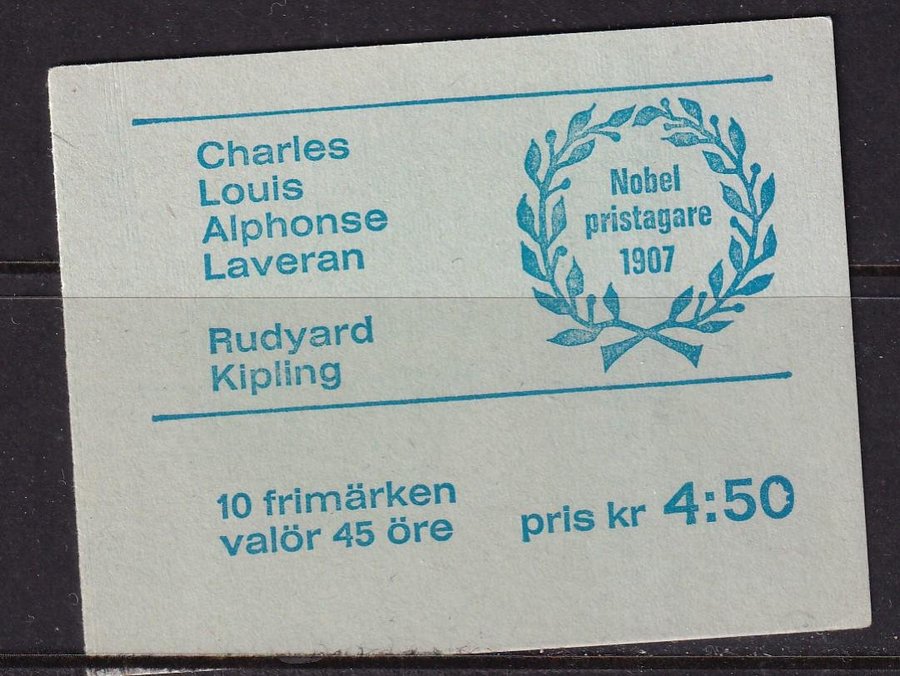 Charles
Louis
Alphonse
Laveran
Rudyard
Kipling
Nobel
pristagare
1907
10 frimärken
valör 45 öre
pris kr 4:50